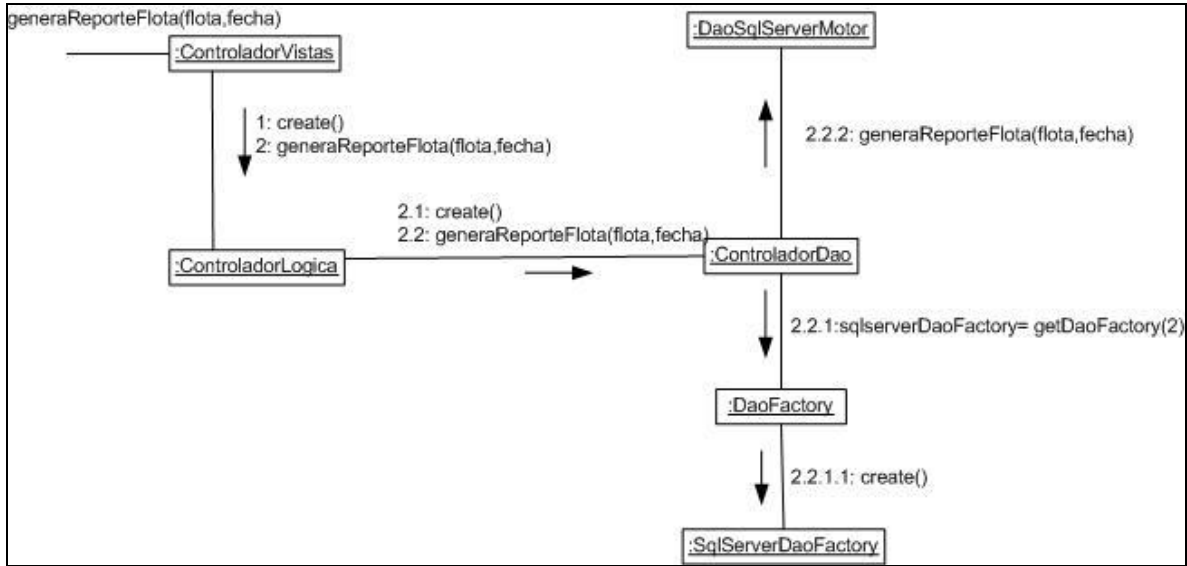 generaReporteFlota(flota,fecha)
:ControladorVistas
:DaoSqlServerMotor
1: create()
2: generaReporteFlota(flota,fecha)
2.2.2: generaReporteFlota(flota,fecha)
2.1: create()
2.2: generaReporteFlota(flota,fecha)
:ControladorLogica
:ControladorDao
2.2.1:sqlserverDaoFactory= getDaoFactory(2)
:DaoFactory
2.2.1.1: create()
:SqlServerDaoFactory